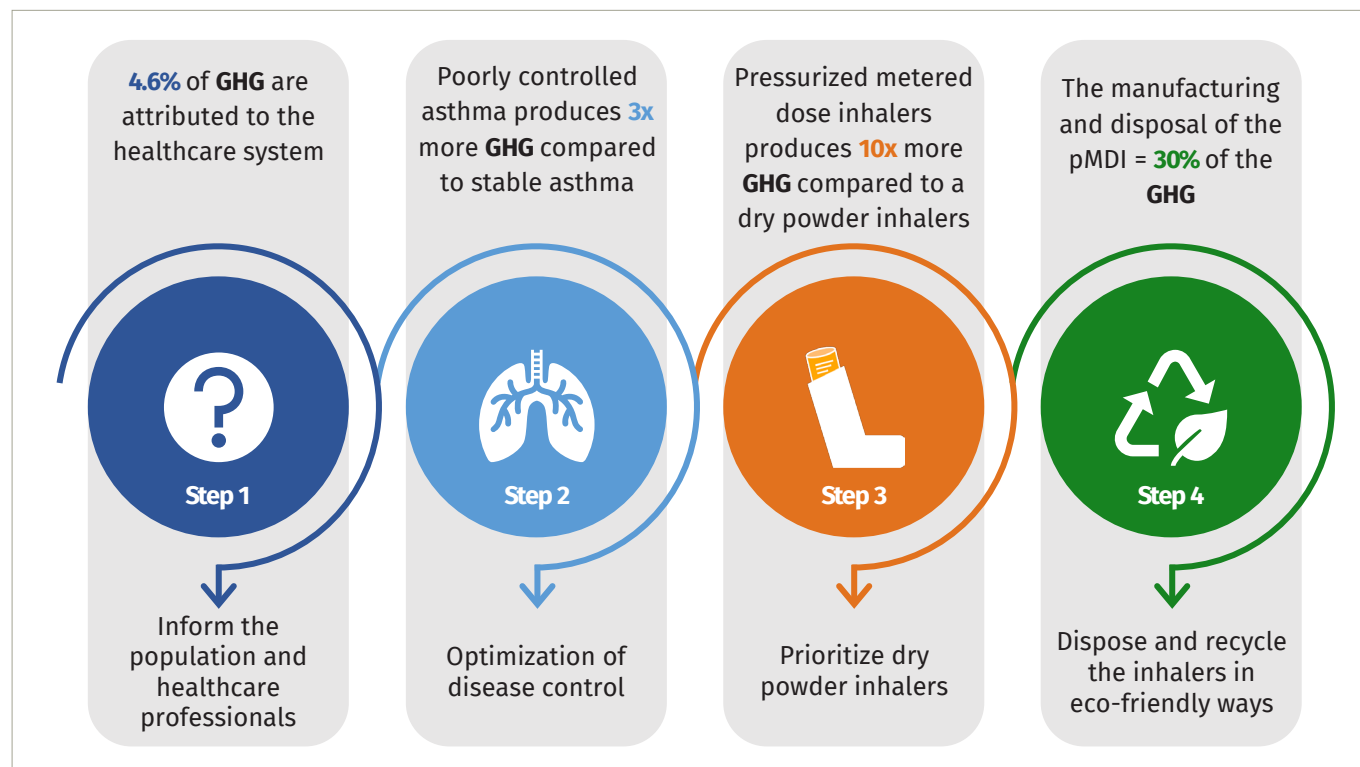 4.6% of GHG are
attributed to the
healthcare system
Step 1
Inform the
population and
healthcare
professionals
Poorly controlled
asthma produces 3x
more GHG compared
to stable asthma
Step 2
Optimization of
disease control
Pressurized metered
dose inhalers
produces 10x more
GHG compared to a
dry powder inhalers
Step 3
Prioritize dry
powder inhalers
The manufacturing
and disposal of the
pMDI = 30% of the
GHG
Step 4
Dispose and recycle
the inhalers in
eco-friendly ways